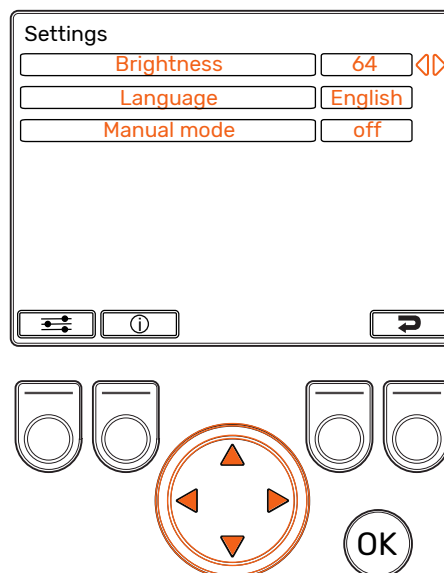 Settings
Brightness 64
Language English
Manual mode off
OK